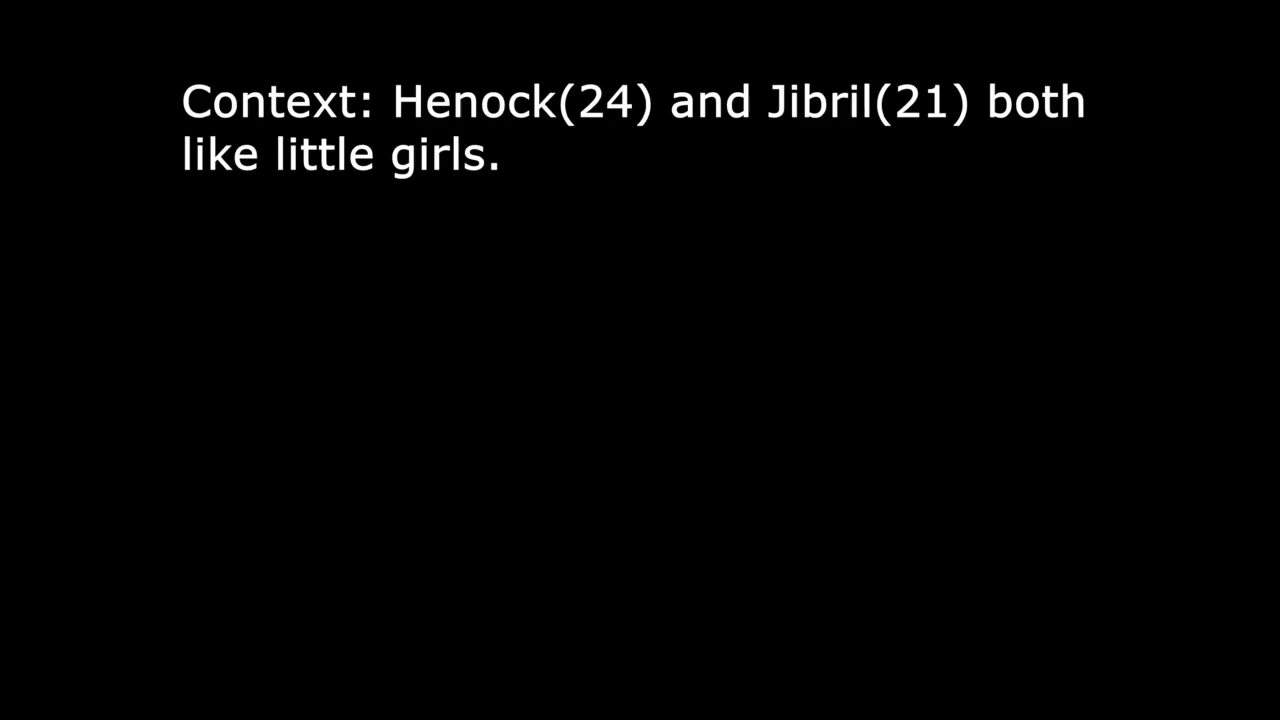 Context: Henock(24) and Jibril(21) both
like little girls.